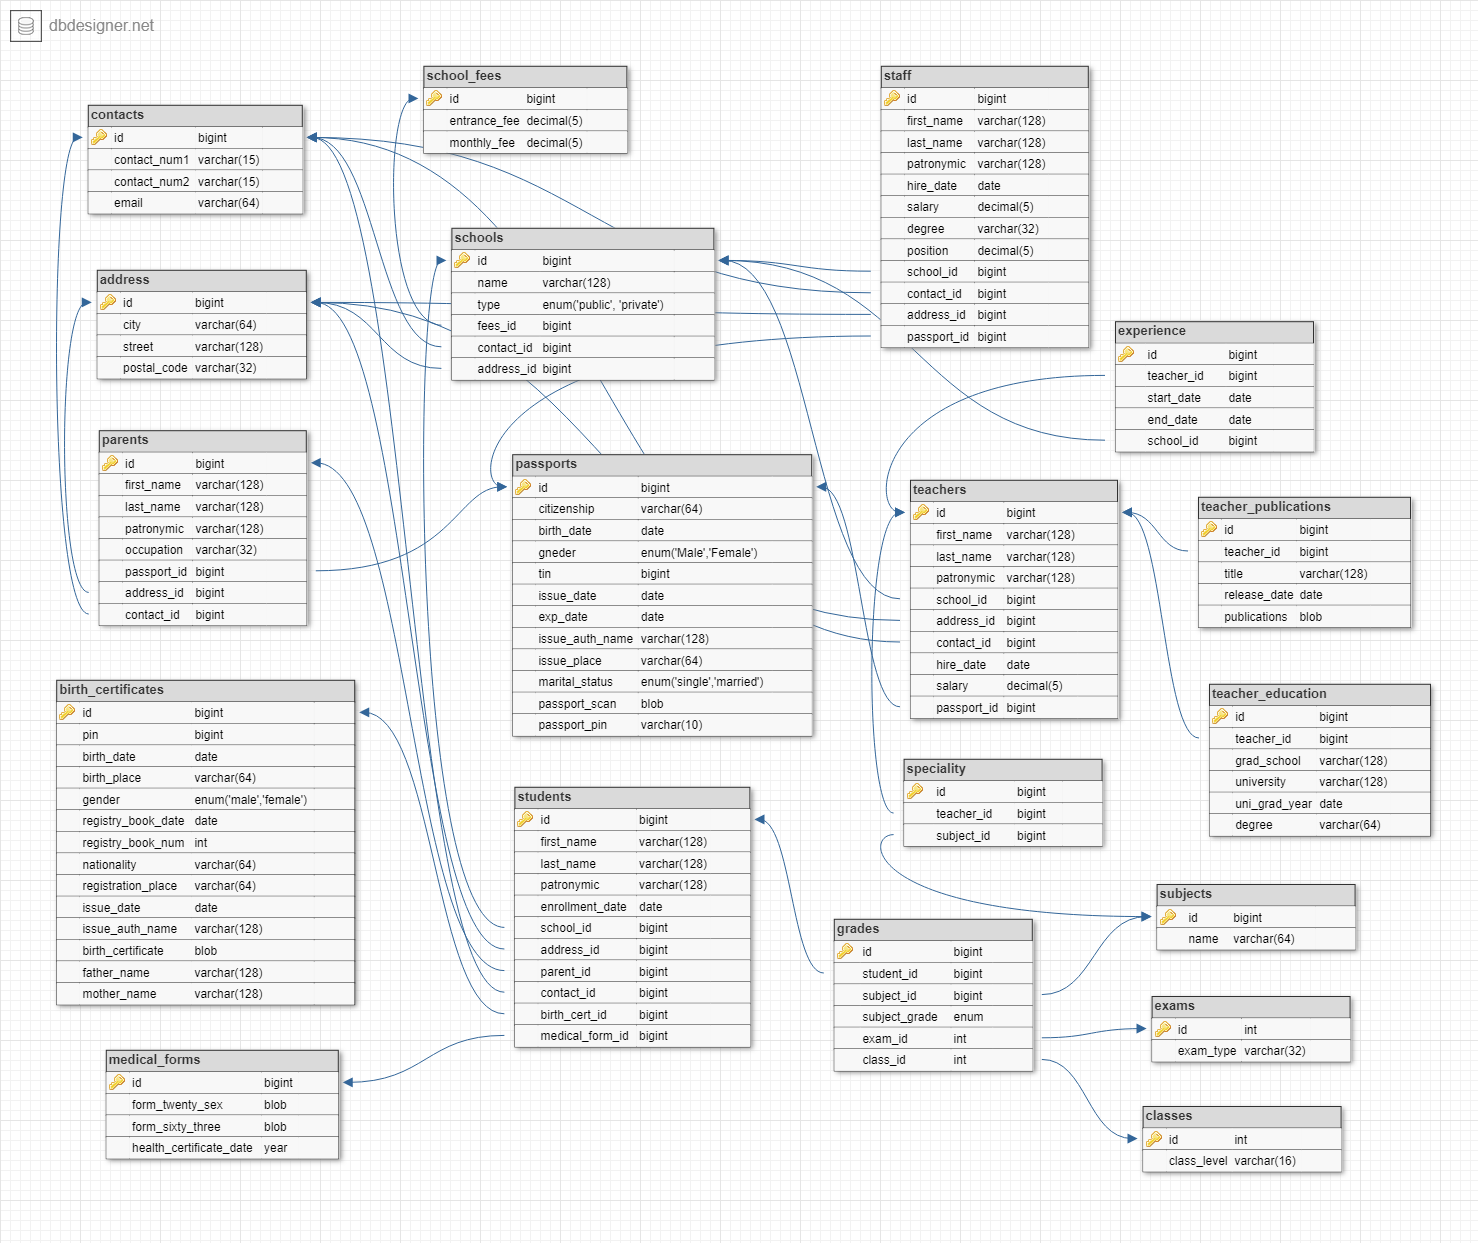 dbdesigner.net
school_fees
id bigint
entrance_fee decimal(5)
monthly_fee decimal(5)
staff
id bigint
first_name varchar(128)
last_name varchar(128)
patronymic varchar(128)
hire_date date
salary decimal(5)
degree varchar(32)
position decimal(5)
school_id bigint
contact_id bigint
address_id bigint
passport_id bigint
contacts
id bigint
contact_num1 varchar(15)
contact_num2 varchar(15)
email varchar(64)
schools
id bigint
name varchar(128)
type enum('public', 'private')
fees_id bigint
contact_id bigint
address_id bigint
address
id bigint
city varchar(64)
street varchar(128)
postal_code varchar(32)
experience
id bigint
teacher_id bigint
start_date date
end_date date
school_id bigint
parents
id bigint
first_name varchar(128)
last_name varchar(128)
patronymic varchar(128)
occupation varchar(32)
passport_id bigint
address_id bigint
contact_id bigint
passports
id bigint
citizenship varchar(64)
birth_date date
gneder enum('Male','Female')
tin bigint
issue_date date
exp_date date
issue_auth_name varchar(128)
issue_place varchar(64)
marital_status enum('single','married')
passport_scan blob
passport_pin varchar(10)
teachers
id bigint
first_name varchar(128)
last_name varchar(128)
patronymic varchar(128)
school_id bigint
address_id bigint
contact_id bigint
hire_date date
salary decimal(5)
passport_id bigint
teacher_publications
id bigint
teacher_id bigint
title varchar(128)
release_date date
publications blob
birth_certificates
id bigint
pin bigint
birth_date date
birth_place varchar(64)
gender enum('male','female')
registry_book_date date
registry_book_num int
nationality varchar(64)
registration_place varchar(64)
issue_date date
issue_auth_name varchar(128)
birth_certificate blob
father_name varchar(128)
mother_name varchar(128)
teacher_education
id bigint
teacher_id bigint
grad_school varchar(128)
university varchar(128)
uni_grad_year date
degree varchar(64)
speciality
id bigint
teacher_id bigint
subject_id bigint
students
id bigint
first_name varchar(128)
last_name varchar(128)
patronymic varchar(128)
enrollment_date date
school_id bigint
address_id bigint
parent_id bigint
contact_id bigint
birth_cert_id bigint
medical_form_id bigint
subjects
id bigint
name varchar(64)
grades
id bigint
student_id bigint
subject_id bigint
subject_grade enum
exam_id int
class_id int
exams
id int
exam_type varchar(32)
medical_forms
id bigint
form_twenty_sex blob
form_sixty_three blob
health_certificate_date year
classes
id int
class_level varchar(16)